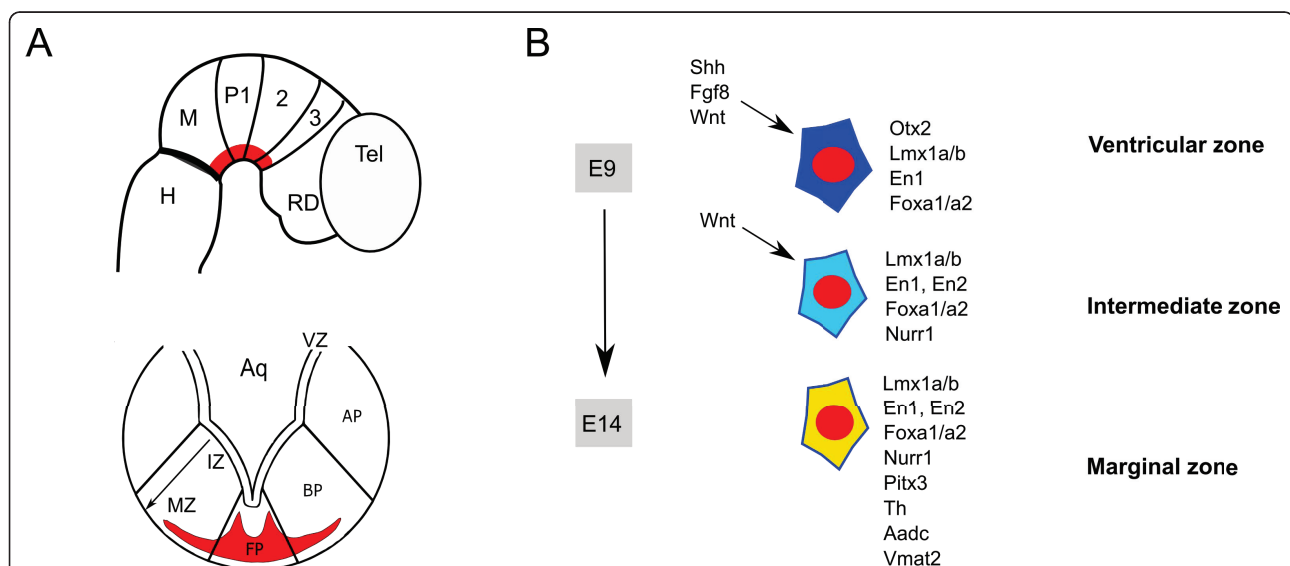 A
P1
2
M
3
Tel
H
RD
VZ
Aq
AP
IZ
BP
MZ
FP
B
Shh
Fgf8
Wnt
E9
Otx2
Lmx1a/b
En1
Foxa1/a2
Ventricular zone
Wnt
Lmx1a/b
En1, En2
Foxa1/a2
Nurr1
Intermediate zone
E14
Lmx1a/b
En1, En2
Foxa1/a2
Nurr1
Pitx3
Th
Aadc
Vmat2
Marginal zone